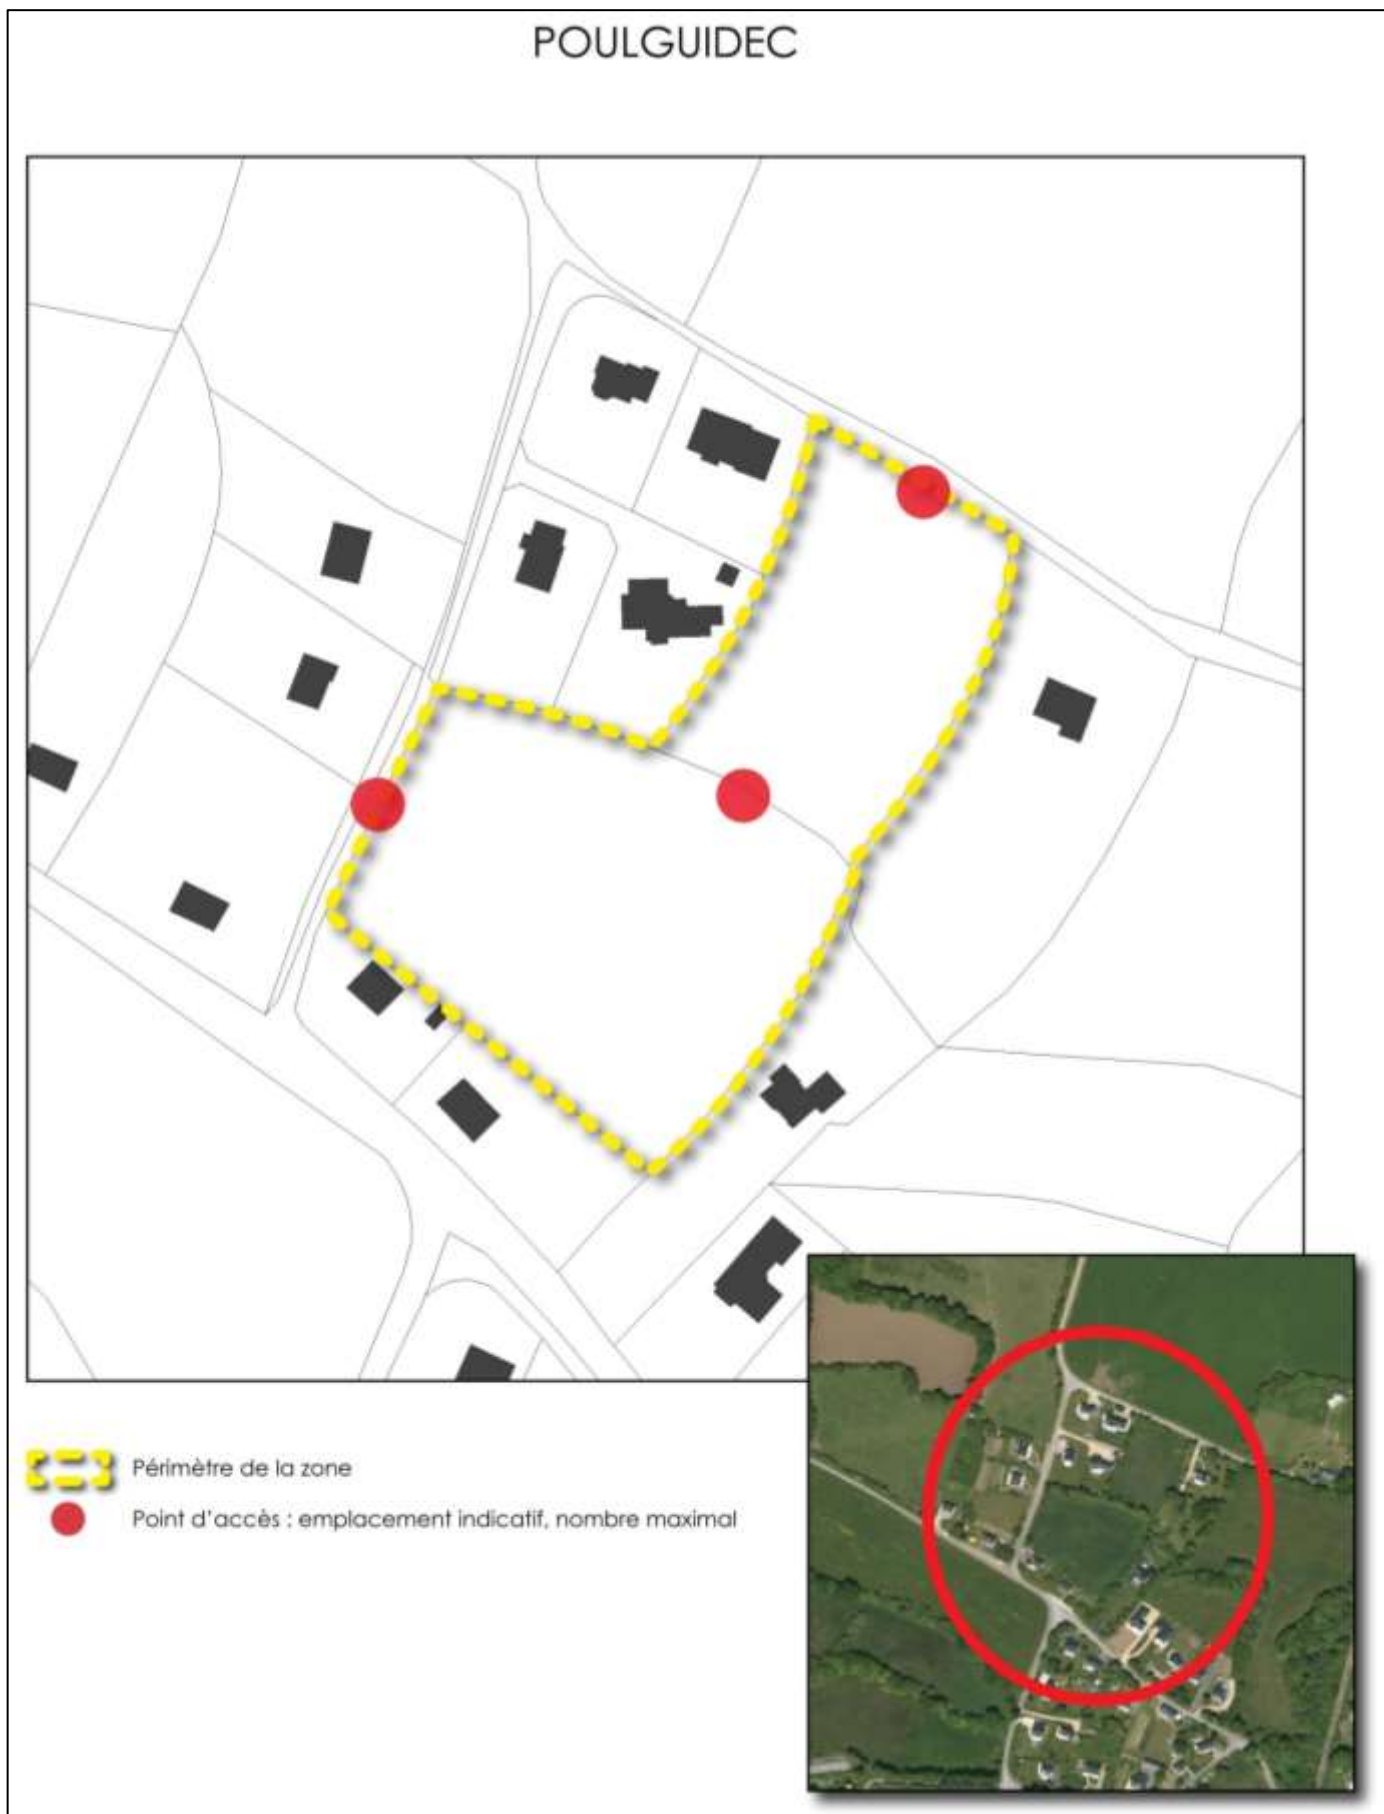 POULGUIDEC
Périmètre de la zone
Point d'accès : emplacement indicatif, nombre maximal